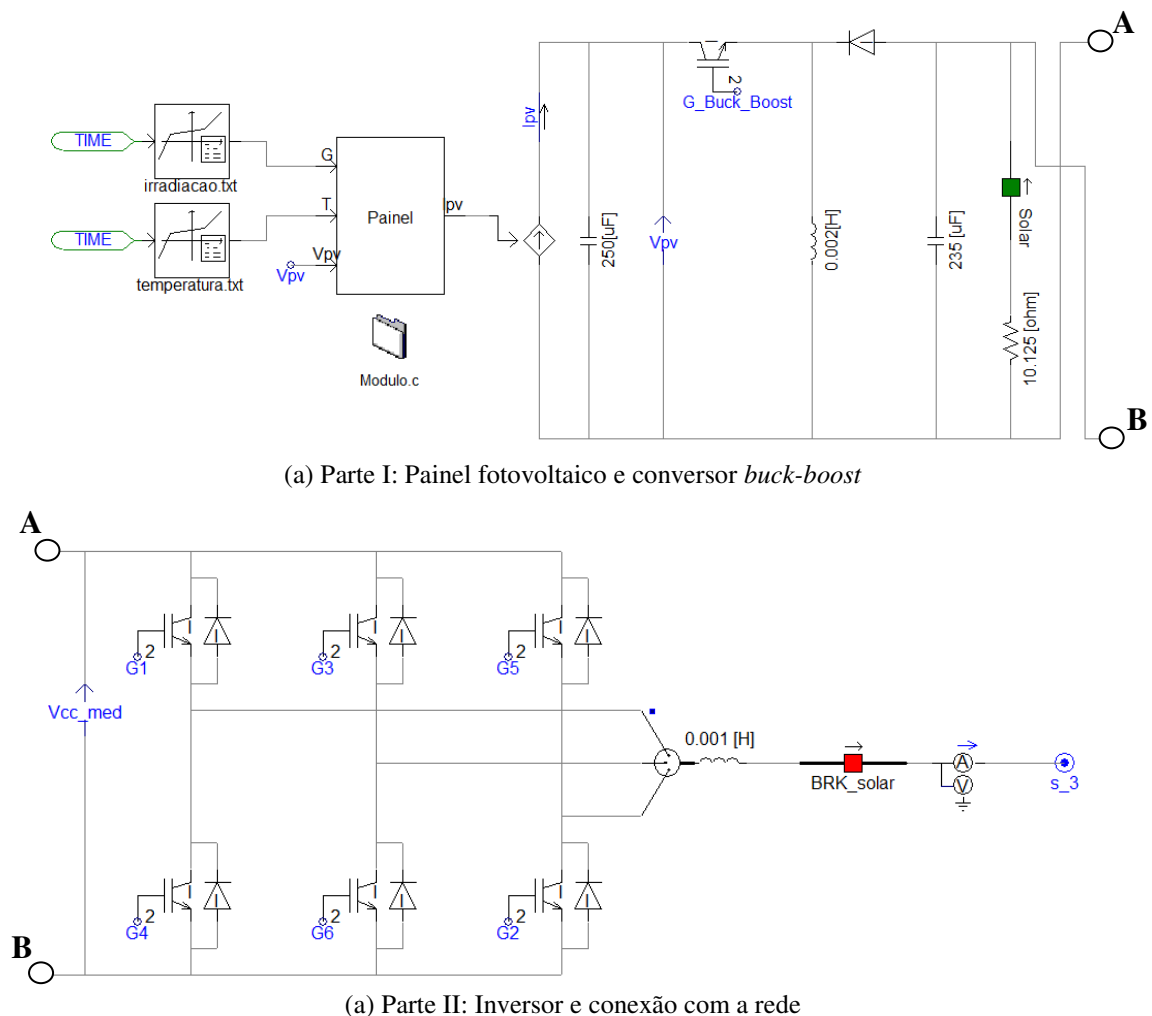 A
2
G_Buck_Boost
Ipv
TIME
irradiacao.txt
G
T
Vpv
Painel
Ipv
TIME
temperatura.txt
Vpv
Modulo.c
250[uF]
Vpv
0.002[H]
235 [uF]
Solar
10.125 [ohm]
B
(a) Parte I: Painel fotovoltaico e conversor buck-boost
A
Vcc_med
I
I
2
G1
I
I
2
G3
I
I
2
G5
0.001 [H]
BRK_solar
A
V
s_3
I
I
2
G4
I
I
2
G6
I
I
2
G2
B
(a) Parte II: Inversor e conexão com a rede